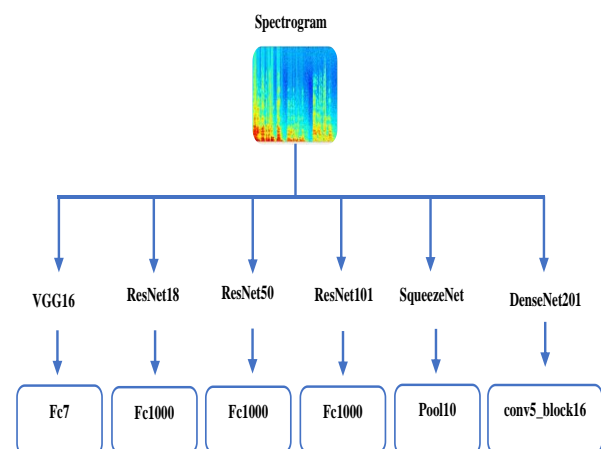 Spectrogram
VGG16
ResNet18
ResNet50
ResNet101
SqueezeNet
DenseNet201
Fc7
Fc1000
Fc1000
Fc1000
Pool10
conv5_block16